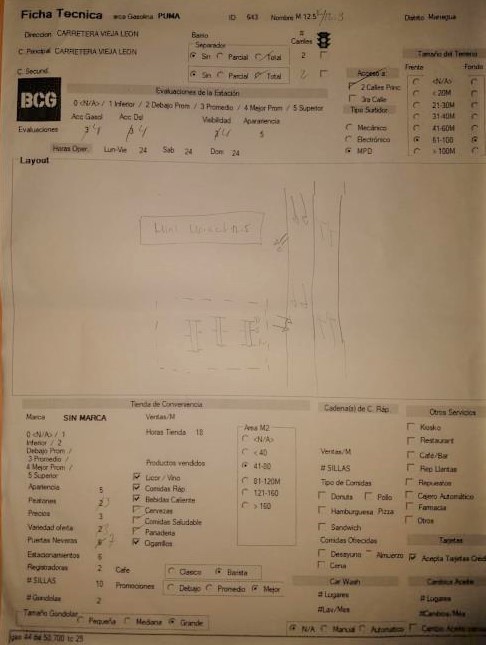 Ficha Tecnica arca Gasolina PUMA ID 643 Nombre M 12.5 Distrito Managua
Direccion CARRETERA VIEJA LEON Barrio
Separador # Carriles
C. Principal CARRETERA VIEJA LEON Sin Parcial Total 2
C. Secund. Sin Parcial Total 2
Acceso a:
2 Calles Princ
3ra Calle
Tipo Surtidor
Mecánico
Electrónico
MPD
Tamaño del Terreno
Frente Fondo
<N/A>
< 20M
21-30M
31-40M
41-60M
61-100
> 100M
BCG
Evaluaciones de la Estación
0 <N/A> / 1 Inferior / 2 Debajo Prom / 3 Promedio / 4 Mejor Prom / 5 Superior
Acc Gasol Acc Dsl Visibilidad Apariencia
Evaluaciones 4 4 4 5
Horas Oper. Lun-Vie 24 Sab 24 Dom 24
Layout
Tienda de Conveniencia
Marca SIN MARCA Ventas/M
0 <N/A> / 1
Inferior / 2
Debajo Prom /
3 Promedio /
4 Mejor Prom /
5 Superior
Horas Tienda 18
Apariencia 5
Peatones 2
Precios 3
Variedad oferta 2
Puertas Neveras
Estacionamientos 6
Registradoras 2
# SILLAS 10
# Gondolas 2
Tamaño Gondolas Pequeña Mediana Grande
Productos vendidos
Licor / Vino
Comidas Ráp
Bebidas Caliente
Cervezas
Comidas Saludable
Panaderia
Cigarrillos
Cafe Clasico Barista
Promociones Debajo Promedio Mejor
Area M2
<N/A>
< 40
41-80
81-120M
121-160
> 160
Cadena(s) de C. Ráp.
Ventas/M
# SILLAS
Tipo de Comidas
Donuts Pollo
Hamburguesa Pizza
Sandwich
Comidas Ofrecidas
Desayuno Almuerzo
Cena
Car Wash
# Lugares
#Lav/Mes
N/A Manual Automatico
Otros Servicios
Kiosko
Restaurant
Café/Bar
Rep Llantas
Repuestos
Cajero Automático
Farmacia
Otros
Tarjetas
Acepta Tarjetas Créd
Cambios Aceite
# Lugares
#Cambios/Mes